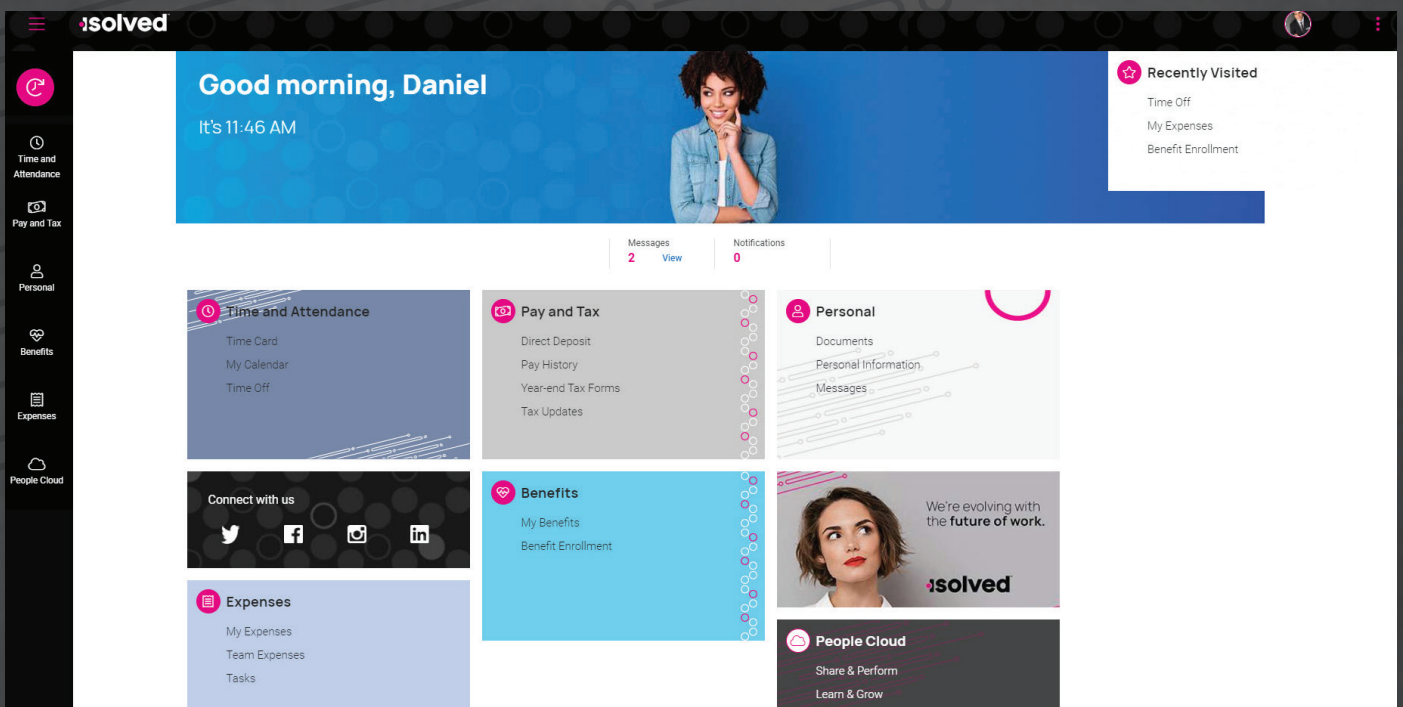 isolved
Good morning, Daniel
It's 11:46 AM
Recently Visited
Time Off
My Expenses
Benefit Enrollment
Time and
Attendance
Pay and Tax
Personal
Benefits
Expenses
People Cloud
Messages
2 View
Notifications
0
Time and Attendance
Time Card
My Calendar
Time Off
Pay and Tax
Direct Deposit
Pay History
Year-end Tax Forms
Tax Updates
Personal
Documents
Personal Information
Messages
Connect with us
Benefits
My Benefits
Benefit Enrollment
We're evolving with
the future of work.
isolved
Expenses
My Expenses
Team Expenses
Tasks
People Cloud
Share & Perform
Learn & Grow